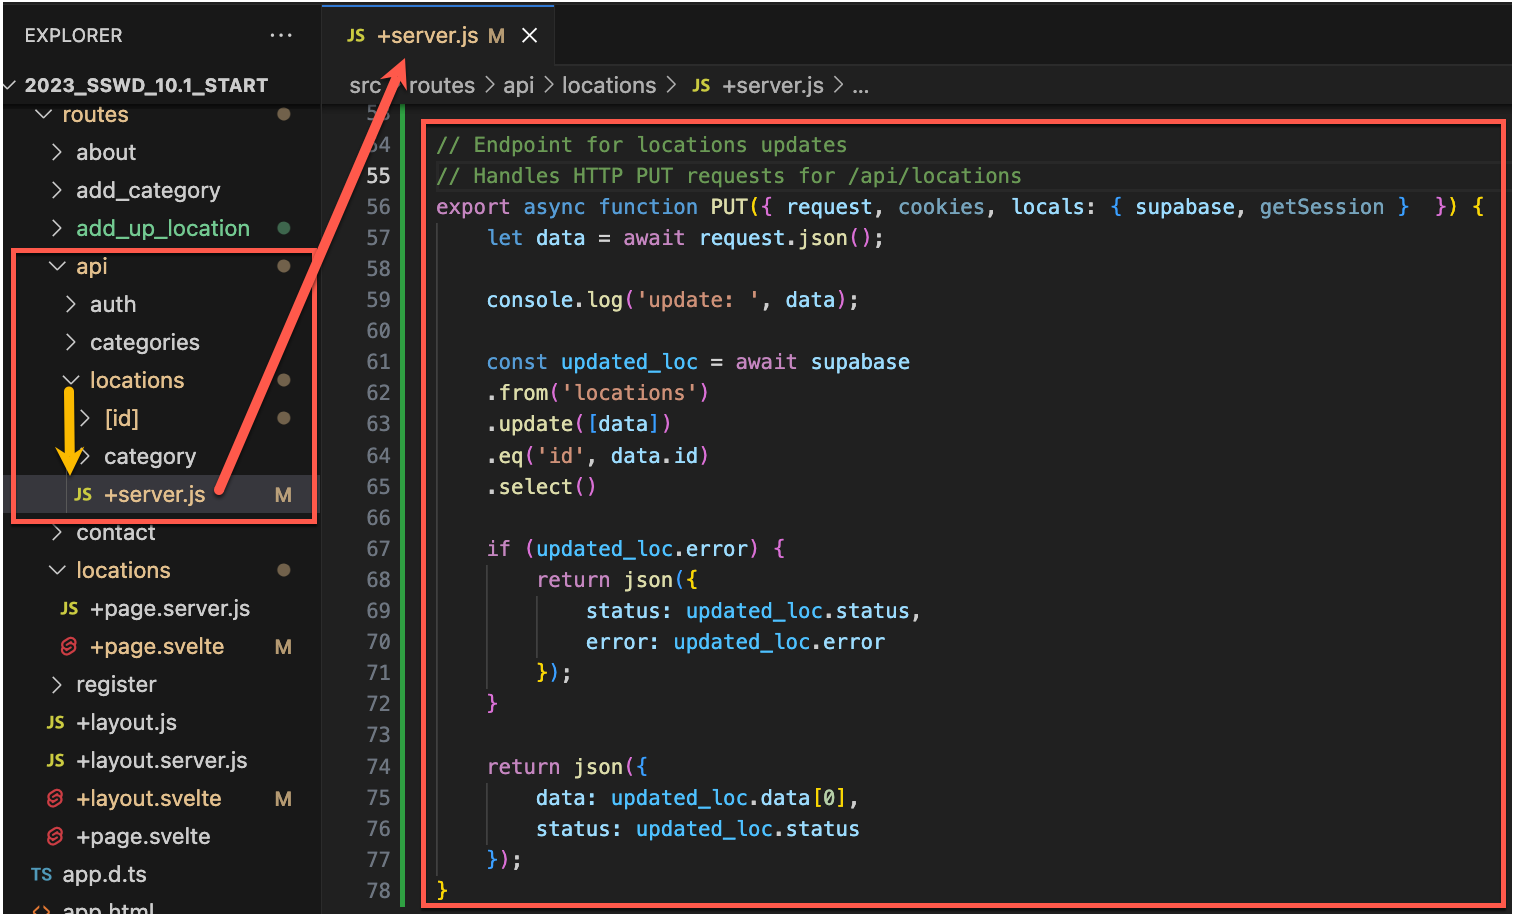 EXPLORER
2023_SSWD_10.1_START
routes
about
add_category
add_up_location
api
auth
categories
locations
[id]
category
JS +server.js M
contact
locations
JS +page.server.js
+page.svelte M
register
JS +layout.js
JS +layout.server.js
+layout.svelte M
+page.svelte
TS app.d.ts
app.html
JS +server.js M
src routes > api > locations > JS +server.js > ...
54 // Endpoint for locations updates
55 // Handles HTTP PUT requests for /api/locations
56 export async function PUT({ request, cookies, locals: { supabase, getSession }  }) {
57 let data = await request.json();
58
59 console.log('update: ', data);
60
61 const updated_loc = await supabase
62 .from('locations')
63 .update([data])
64 .eq('id', data.id)
65 .select()
66
67 if (updated_loc.error) {
68 return json({
69 status: updated_loc.status,
70 error: updated_loc.error
71 });
72 }
73
74 return json({
75 data: updated_loc.data[0],
76 status: updated_loc.status
77 });
78 }